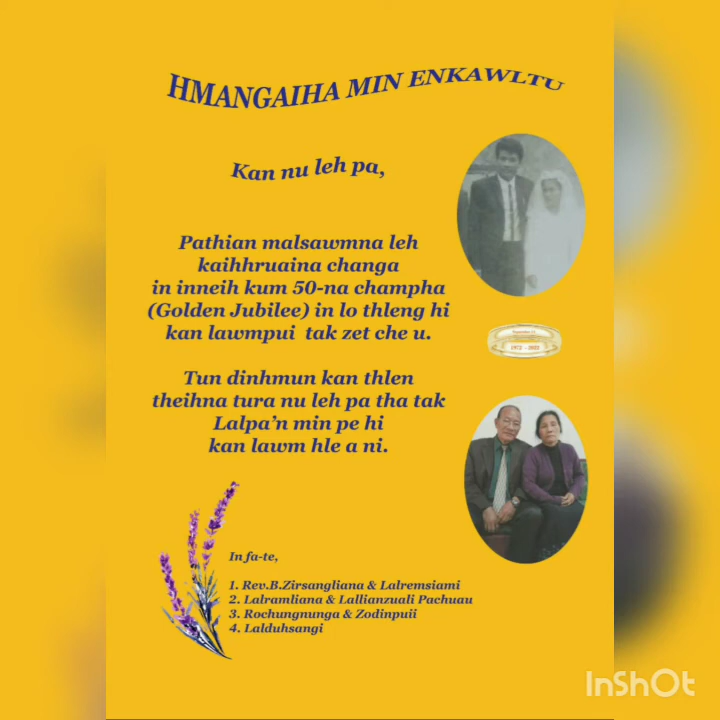 HMANGAIHA MIN ENKAWLTU
Kan nu leh pa,
Pathian malsawmna leh
kaihhruaina changa
in inneih kum 50-na champha
(Golden Jubilee) in lo thleng hi
kan lawmpui tak zet che u.
Tun dinhmun kan thlen
theihna tura nu leh pa tha tak
Lalpa'n min pe hi
kan lawm hle a ni.
1972 - 2022
In fa-te,
1. Rev.B.Zirsangliana & Lalremsiami
2. Lalramliana & Lallianzuali Pachuau
3. Rochungnunga & Zodinpuii
4. Lalduhsangi
InShOt